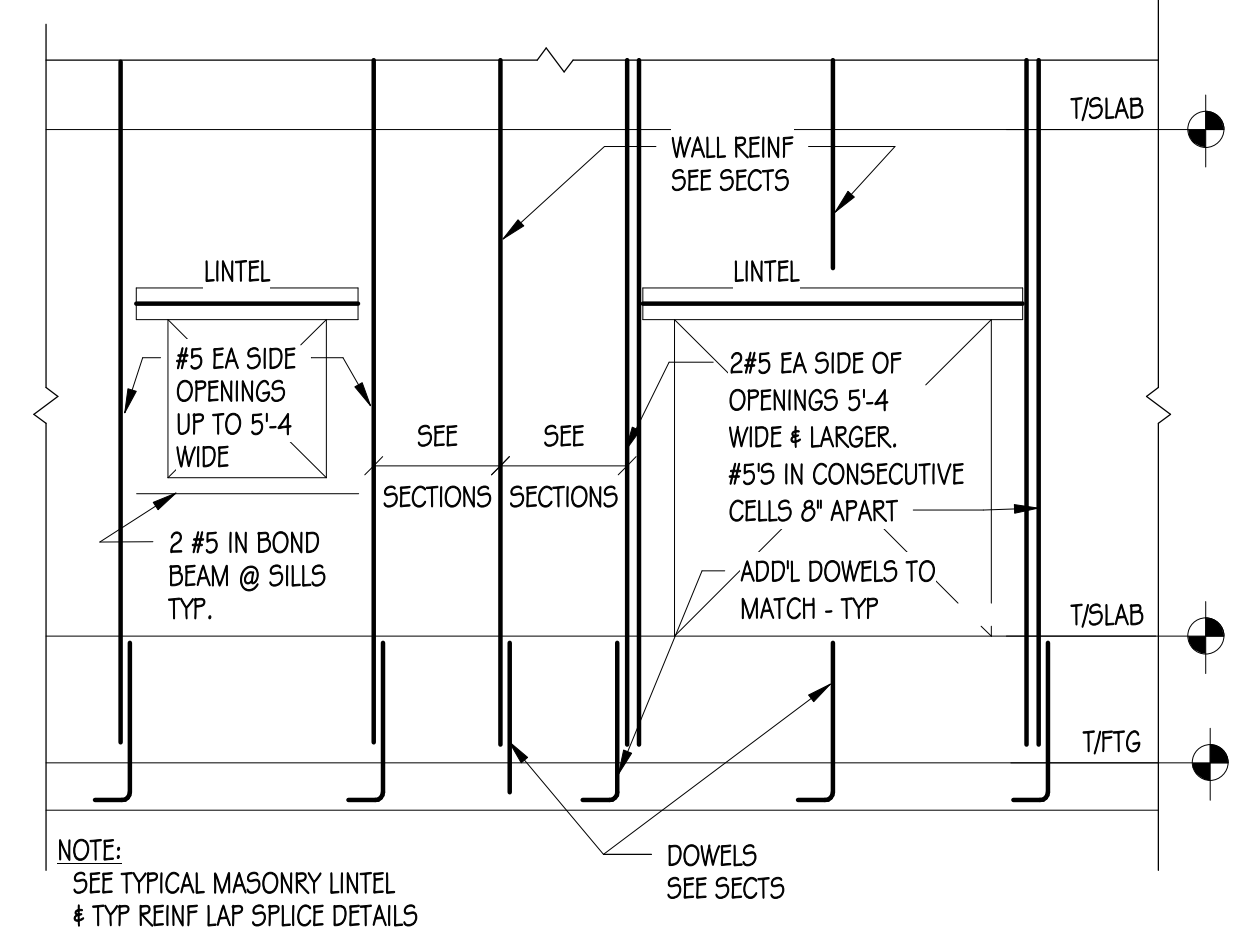 T/SLAB
WALL REINF
SEE SECTS
LINTEL
LINTEL
#5 EA SIDE
OPENINGS
UP TO 5'-4
WIDE
2#5 EA SIDE OF
OPENINGS 5'-4
WIDE & LARGER.
#5'S IN CONSECUTIVE
CELLS 8" APART
SEE
SECTIONS
SEE
SECTIONS
2 #5 IN BOND
BEAM @ SILLS
TYP.
ADD'L DOWELS TO
MATCH - TYP
T/SLAB
T/FTG
DOWELS
SEE SECTS
NOTE:
SEE TYPICAL MASONRY LINTEL
& TYP REINF LAP SPLICE DETAILS